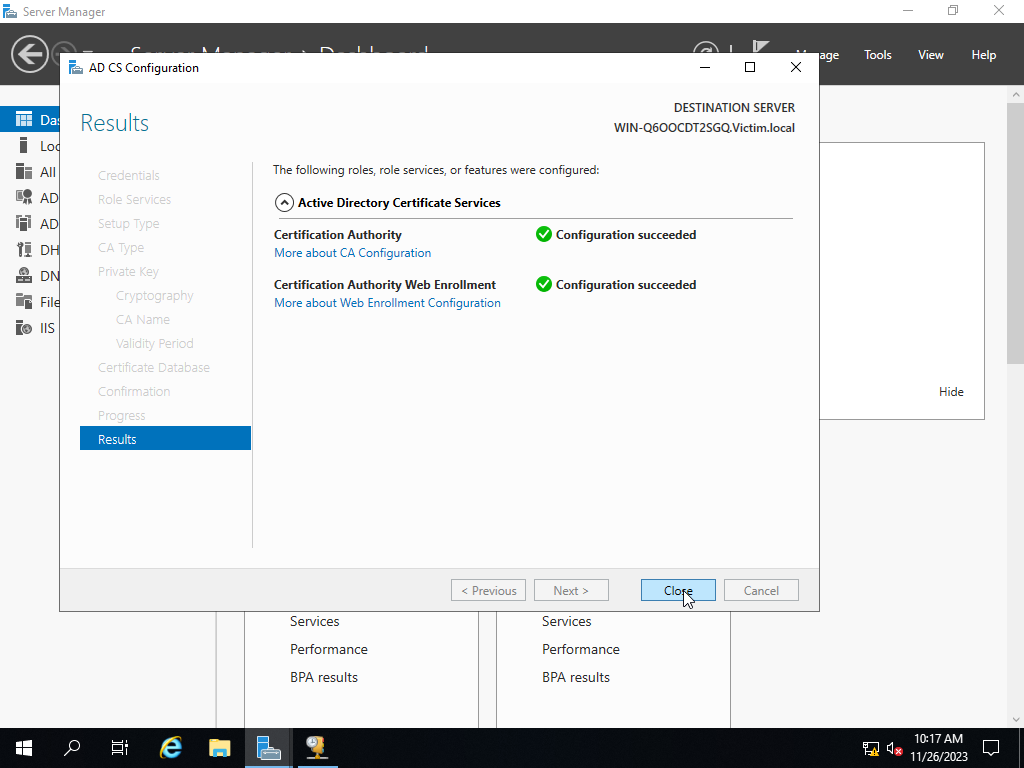 Server Manager
Manage
Tools
View
Help
AD CS Configuration
Results
DESTINATION SERVER
WIN-Q6OOCDT2SGQ.Victim.local
Das
Loc
All
AD
AD
DH
DN
File
IIS
Credentials
Role Services
Setup Type
CA Type
Private Key
Cryptography
CA Name
Validity Period
Certificate Database
Confirmation
Progress
Results
The following roles, role services, or features were configured:
Active Directory Certificate Services
Certification Authority
Configuration succeeded
More about CA Configuration
Certification Authority Web Enrollment
Configuration succeeded
More about Web Enrollment Configuration
Hide
< Previous
Next >
Close
Cancel
Services
Performance
BPA results
Services
Performance
BPA results
10:17 AM
11/26/2023